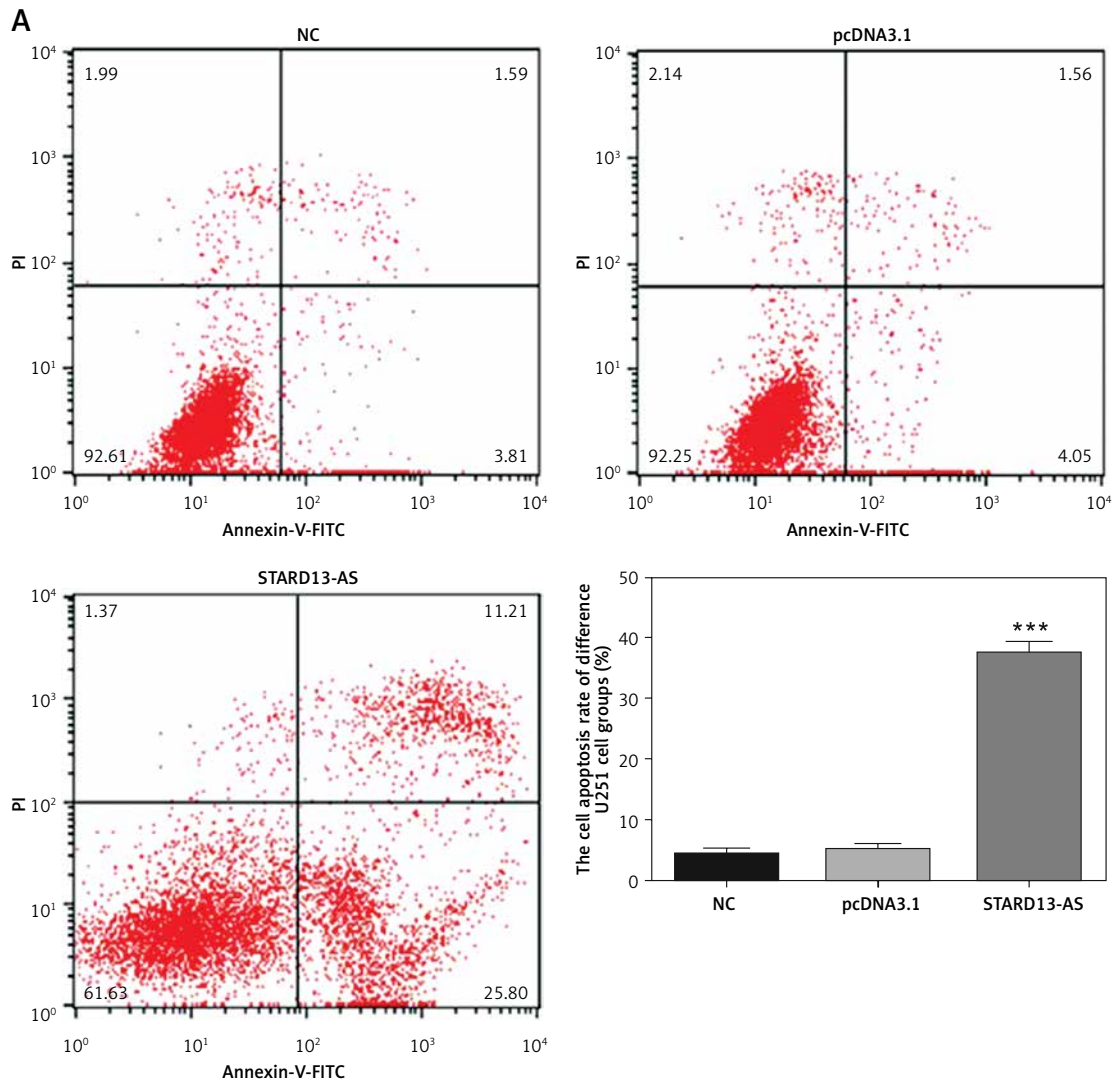 A
NC
10⁴
10³
10²
10¹
10⁰
PI
1.99
1.59
92.61
3.81
10⁰ 10¹ 10² 10³ 10⁴
Annexin-V-FITC
pcDNA3.1
10⁴
10³
10²
10¹
10⁰
PI
2.14
1.56
92.25
4.05
10⁰ 10¹ 10² 10³ 10⁴
Annexin-V-FITC
STARD13-AS
10⁴
10³
10²
10¹
10⁰
PI
1.37
11.21
61.63
25.80
10⁰ 10¹ 10² 10³ 10⁴
Annexin-V-FITC
The cell apoptosis rate of difference
U251 cell groups (%)
50
40
30
20
10
0
***
NC pcDNA3.1 STARD13-AS